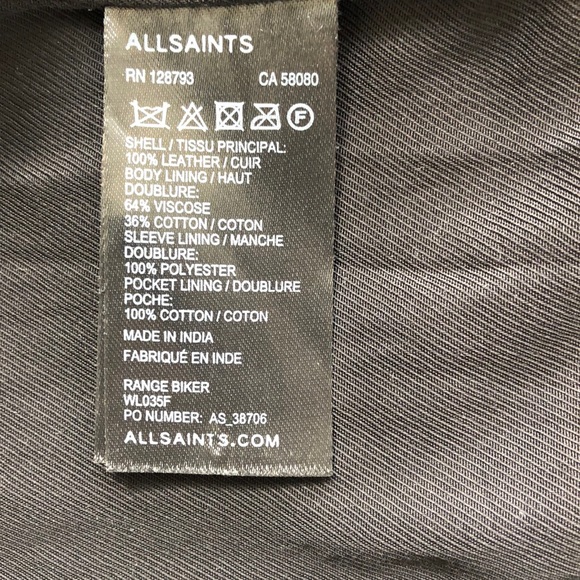 ALLSAINTS
RN 128793 CA 58080
F
SHELL / TISSU PRINCIPAL:
100% LEATHER / CUIR
BODY LINING / HAUT
DOUBLURE:
64% VISCOSE
36% COTTON / COTON
SLEEVE LINING / MANCHE
DOUBLURE:
100% POLYESTER
POCKET LINING / DOUBLURE
POCHE:
100% COTTON / COTON
MADE IN INDIA
FABRIQUÉ EN INDE
RANGE BIKER
WL035F
PO NUMBER: AS_38706
ALLSAINTS.COM